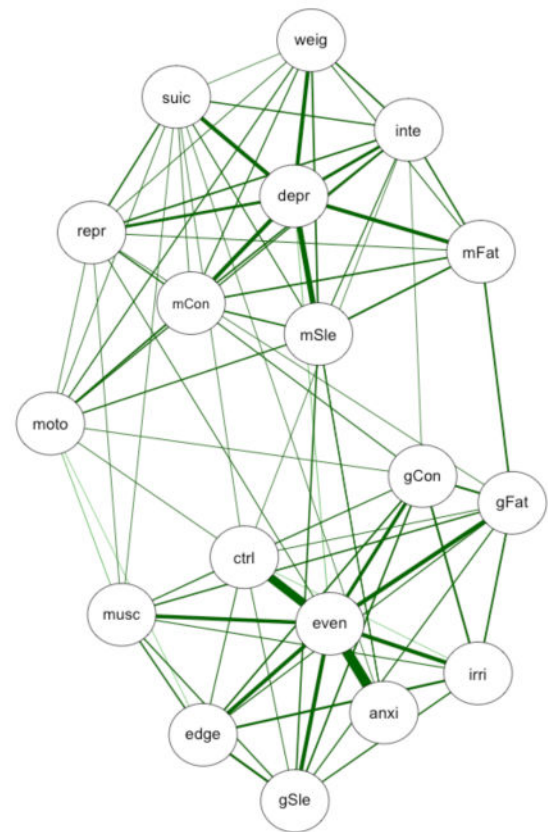 weig
suic
inte
depr
repr
mFat
mCon
mSle
moto
gCon
gFat
ctrl
musc
even
irri
anxi
edge
gSle